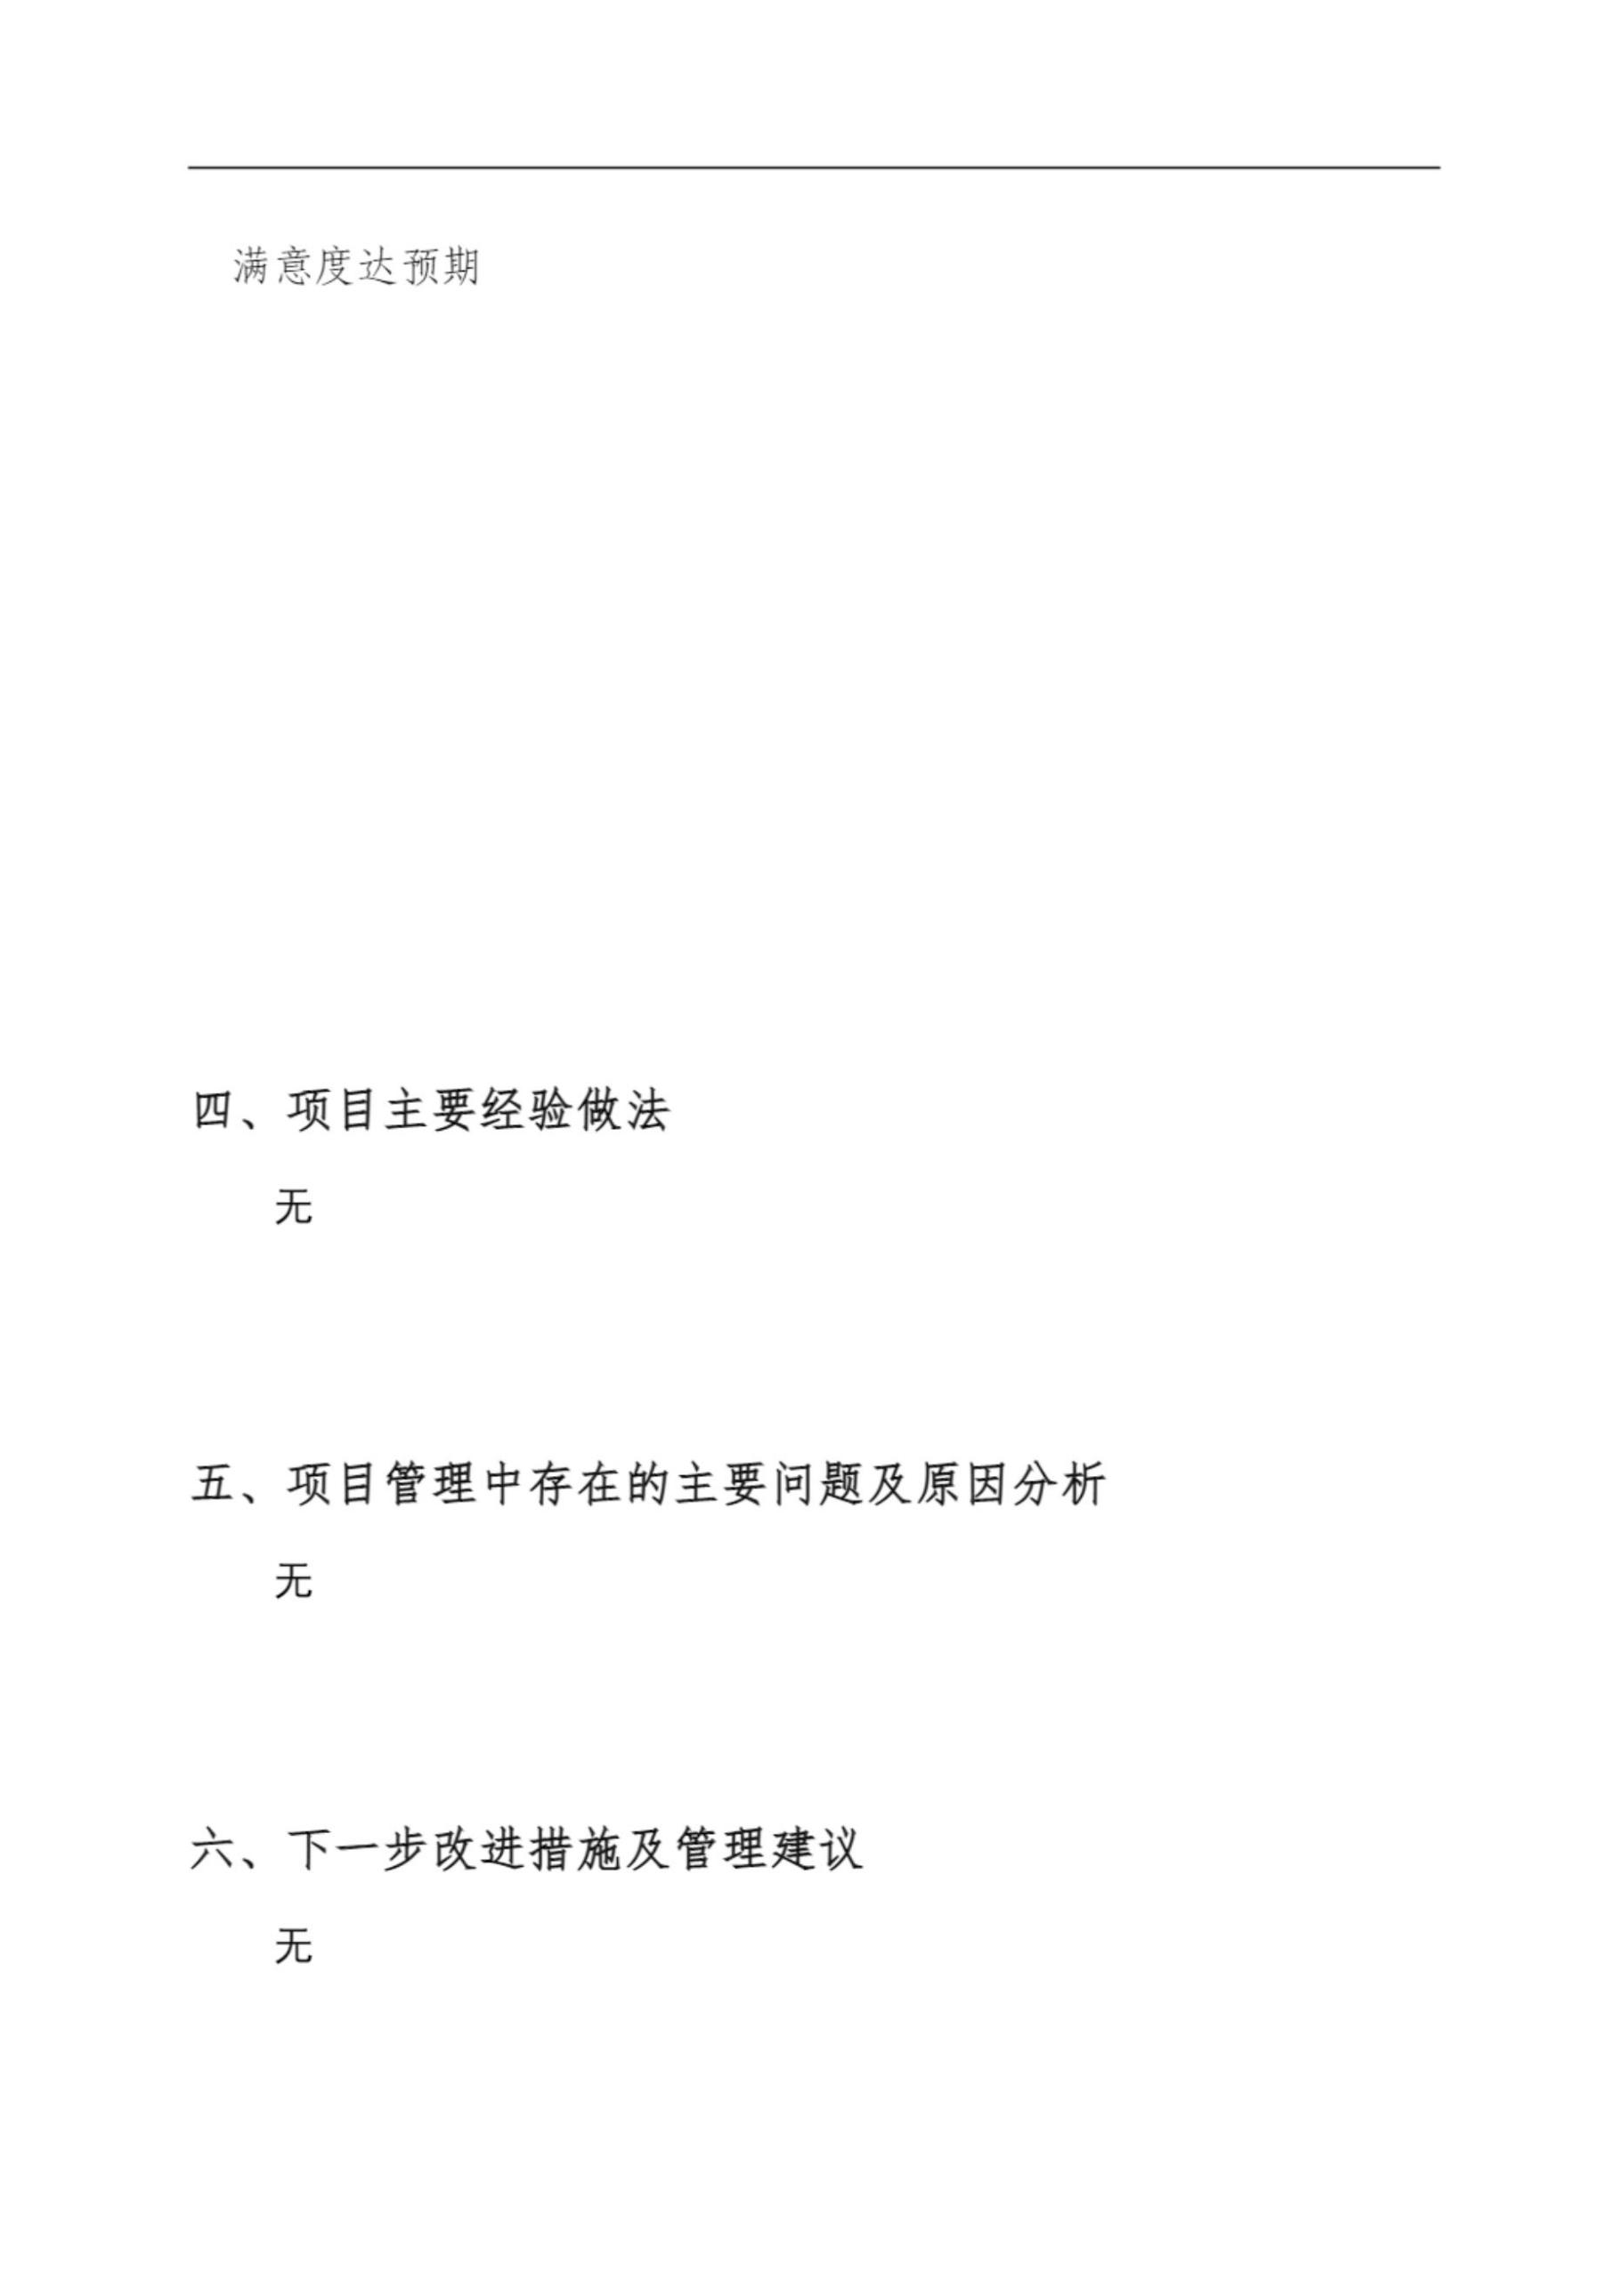 满意度达预期
四、项目主要经验做法
无
五、项目管理中存在的主要问题及原因分析
无
六、下一步改进措施及管理建议
无